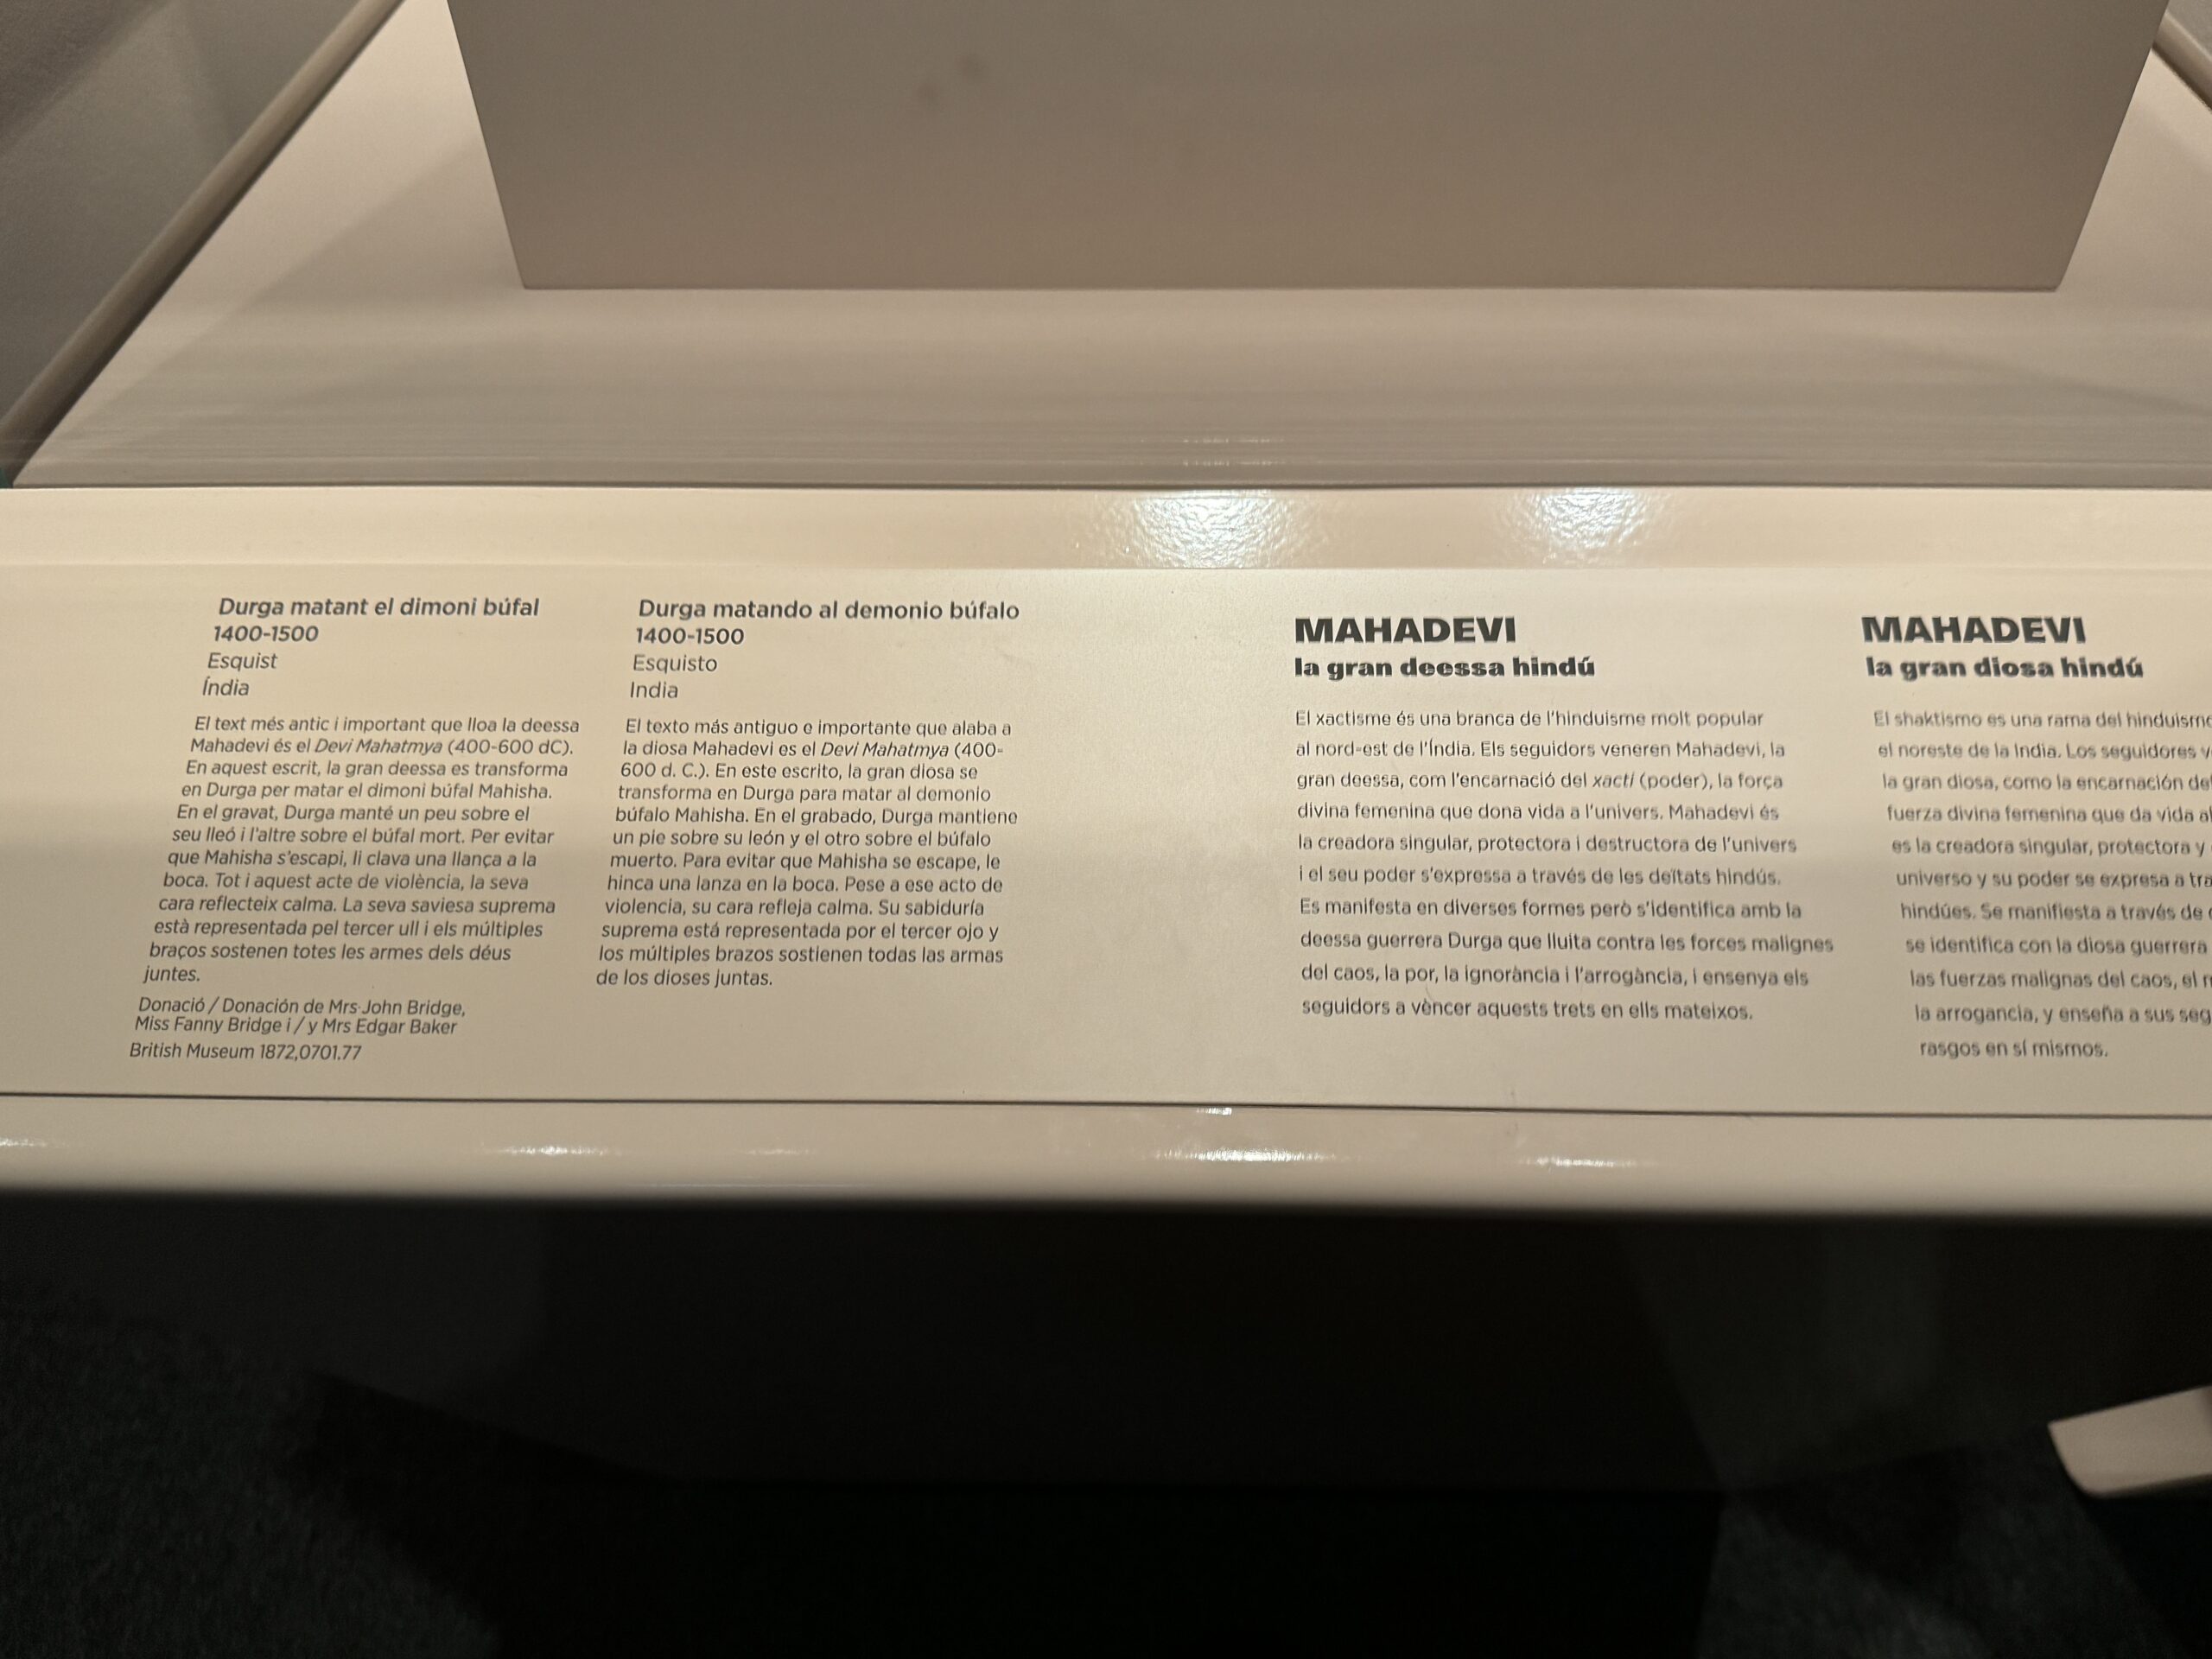 Durga matant el dimoni búfal
1400-1500
Esquist
Índia
El text més antic i important que lloa la deessa
Mahadevi és el Devi Mahatmya (400-600 dC).
En aquest escrit, la gran deessa es transforma
en Durga per matar el dimoni búfal Mahisha.
En el gravat, Durga manté un peu sobre el
seu lleó i l'altre sobre el búfal mort. Per evitar
que Mahisha s'escapi, li clava una llança a la
boca. Tot i aquest acte de violència, la seva
cara reflecteix calma. La seva saviesa suprema
està representada pel tercer ull i els múltiples
braços sostenen totes les armes dels déus
juntes.
Donació / Donación de Mrs John Bridge,
Miss Fanny Bridge i / y Mrs Edgar Baker
British Museum 1872,0701.77
Durga matando al demonio búfalo
1400-1500
Esquisto
India
El texto más antiguo e importante que alaba a
la diosa Mahadevi es el Devi Mahatmya (400-
600 d. C.). En este escrito, la gran diosa se
transforma en Durga para matar al demonio
búfalo Mahisha. En el grabado, Durga mantiene
un pie sobre su león y el otro sobre el búfalo
muerto. Para evitar que Mahisha se escape, le
hinca una lanza en la boca. Pese a ese acto de
violencia, su cara refleja calma. Su sabiduría
suprema está representada por el tercer ojo y
los múltiples brazos sostienen todas las armas
de los dioses juntas.
MAHADEVI
la gran deessa hindú
El xactisme és una branca de l'hinduisme molt popular
al nord-est de l'Índia. Els seguidors veneren Mahadevi, la
gran deessa, com l'encarnació del xacti (poder), la força
divina femenina que dona vida a l'univers. Mahadevi és
la creadora singular, protectora i destructora de l'univers
i el seu poder s'expressa a través de les deïtats hindús.
Es manifesta en diverses formes però s'identifica amb la
deessa guerrera Durga que lluita contra les forces malignes
del caos, la por, la ignorància i l'arrogància, i ensenya els
seguidors a vèncer aquests trets en ells mateixos.
MAHADEVI
la gran diosa hindú
El shaktismo es una rama del hinduismo
el noreste de la India. Los seguidores
la gran diosa, como la encarnación
fuerza divina femenina que da vida
es la creadora singular, protectora y
universo y su poder se expresa a
hindúes. Se manifiesta a través de
se identifica con la diosa guerrera
las fuerzas malignas del caos, el
la arrogancia, y enseña a sus
rasgos en sí mismos.